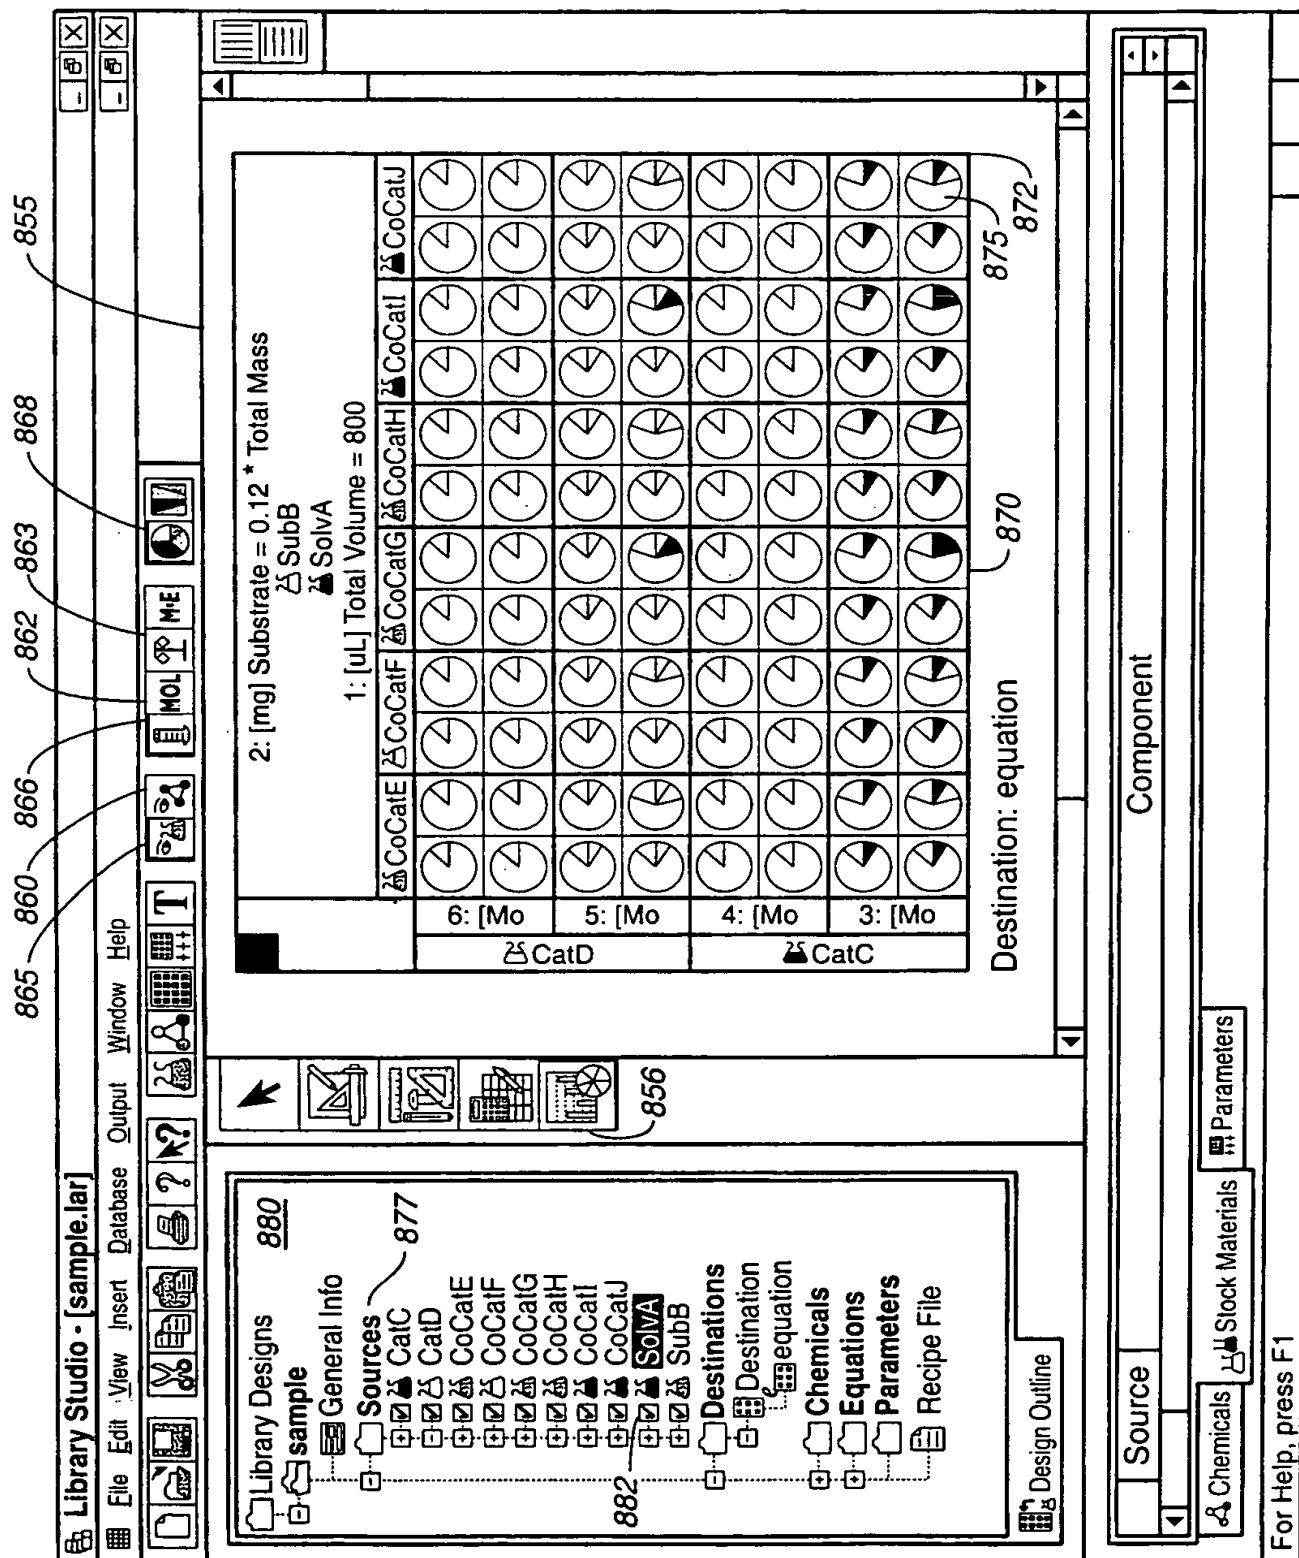 855
868
863
862
866
860
865
Library Studio - [sample.lar]
File Edit View Insert Database Output Window Help
T MOL M·E
880
Library Designs
sample
General Info
Sources
877
CatC
CatD
CoCatE
CoCatF
CoCatG
CoCatH
CoCatI
CoCatJ
SolvA
SubB
882
Destinations
Destination
equation
Chemicals
Equations
Parameters
Recipe File
Design Outline
856
2: [mg] Substrate = 0.12 * Total Mass
SubB
SolvA
1: [uL] Total Volume = 800
CoCatE CoCatF CoCatG CoCatH CoCatI CoCatJ
CatD
6: [Mo
5: [Mo
CatC
4: [Mo
3: [Mo
875
872
870
Destination: equation
Source Component
Chemicals Stock Materials Parameters
For Help, press F1